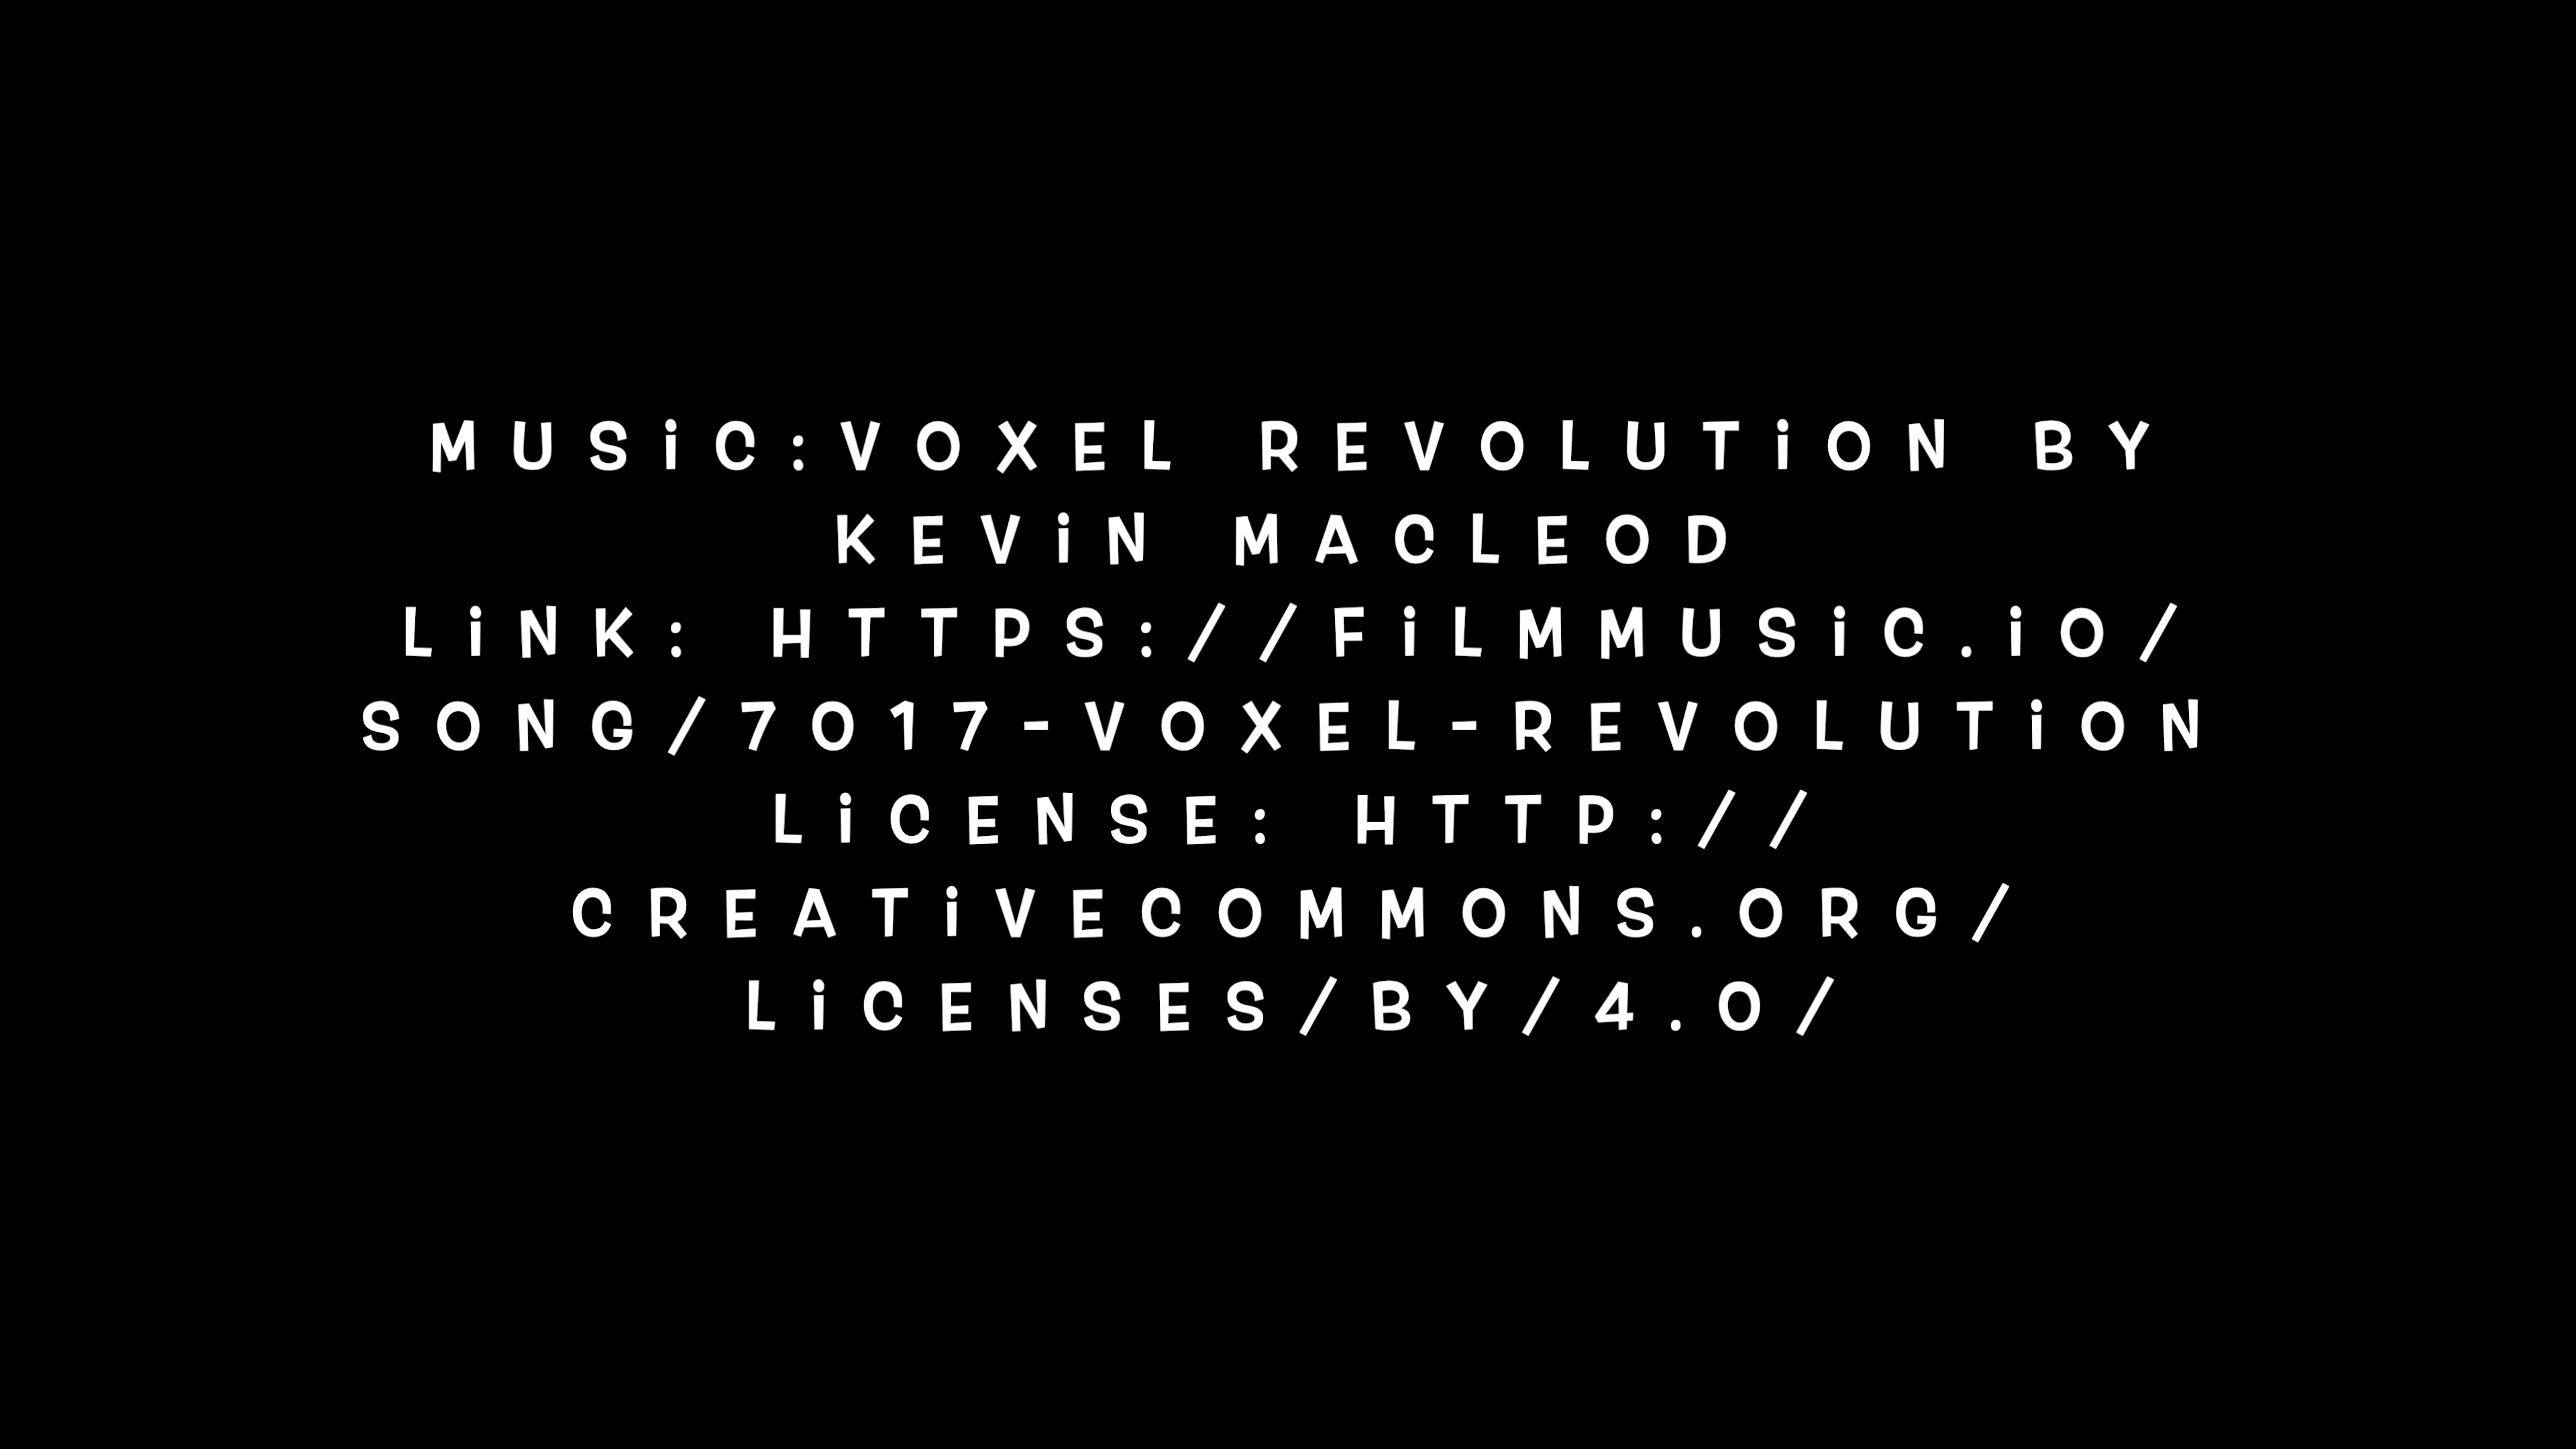 MUSiC:VOXEL REVOLUTiON BY
KEViN MACLEOD
LiNK: HTTPS://FiLMMUSiC.iO/
SONG/7017-VOXEL-REVOLUTiON
LiCENSE: HTTP://
CREATiVECOMMONS.ORG/
LiCENSES/BY/4.0/